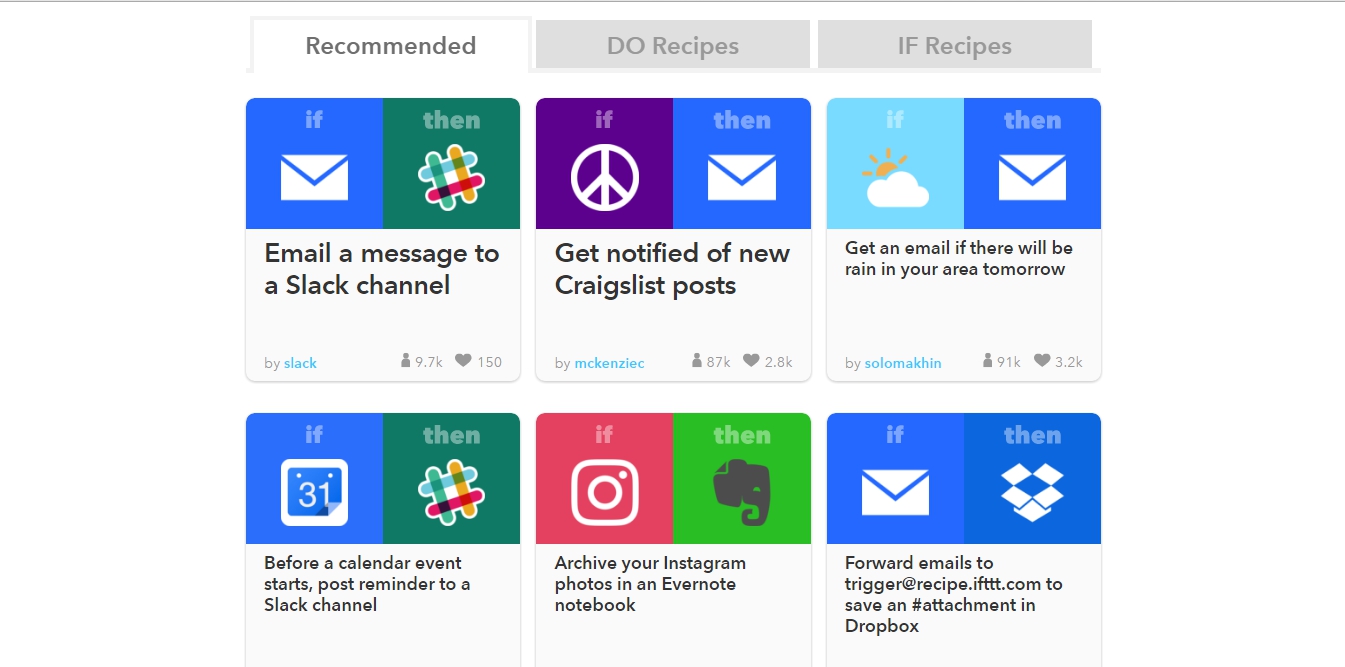 Recommended
DO Recipes
IF Recipes
if
then
Email a message to
a Slack channel
by slack
9.7k
150
if
then
Get notified of new
Craigslist posts
by mckenziec
87k
2.8k
if
then
Get an email if there will be
rain in your area tomorrow
by solomakhin
91k
3.2k
if
then
31
Before a calendar event
starts, post reminder to a
Slack channel
if
then
Archive your Instagram
photos in an Evernote
notebook
if
then
Forward emails to
trigger@recipe.ifttt.com to
save an #attachment in
Dropbox